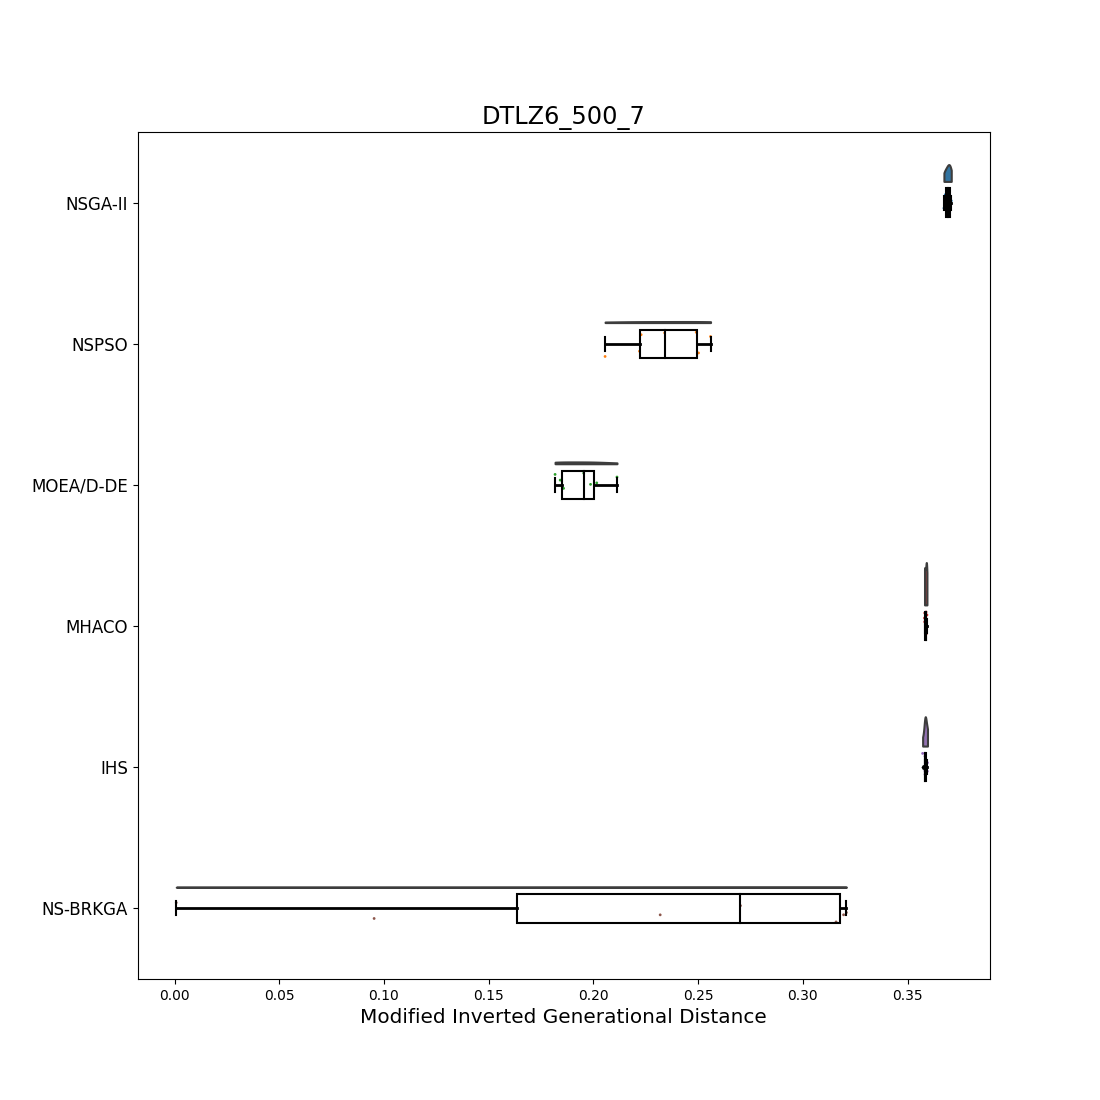 DTLZ6_500_7
NSGA-II
NSPSO
MOEA/D-DE
MHACO
IHS
NS-BRKGA
0.00 0.05 0.10 0.15 0.20 0.25 0.30 0.35
Modified Inverted Generational Distance